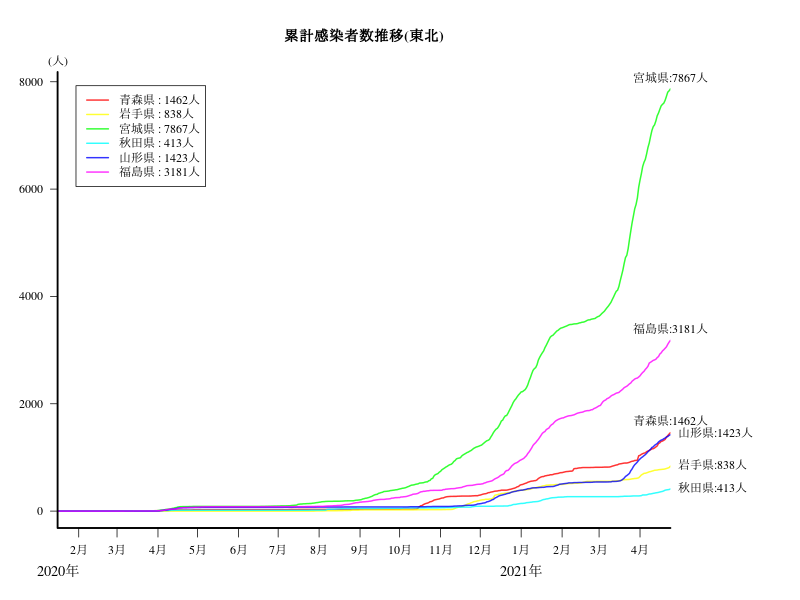 累計感染者数推移(東北)
(人)
8000
6000
4000
2000
0
青森県 : 1462人
岩手県 : 838人
宮城県 : 7867人
秋田県 : 413人
山形県 : 1423人
福島県 : 3181人
宮城県:7867人
福島県:3181人
青森県:1462人
山形県:1423人
岩手県:838人
秋田県:413人
2月 3月 4月 5月 6月 7月 8月 9月 10月 11月 12月 1月 2月 3月 4月
2020年 2021年